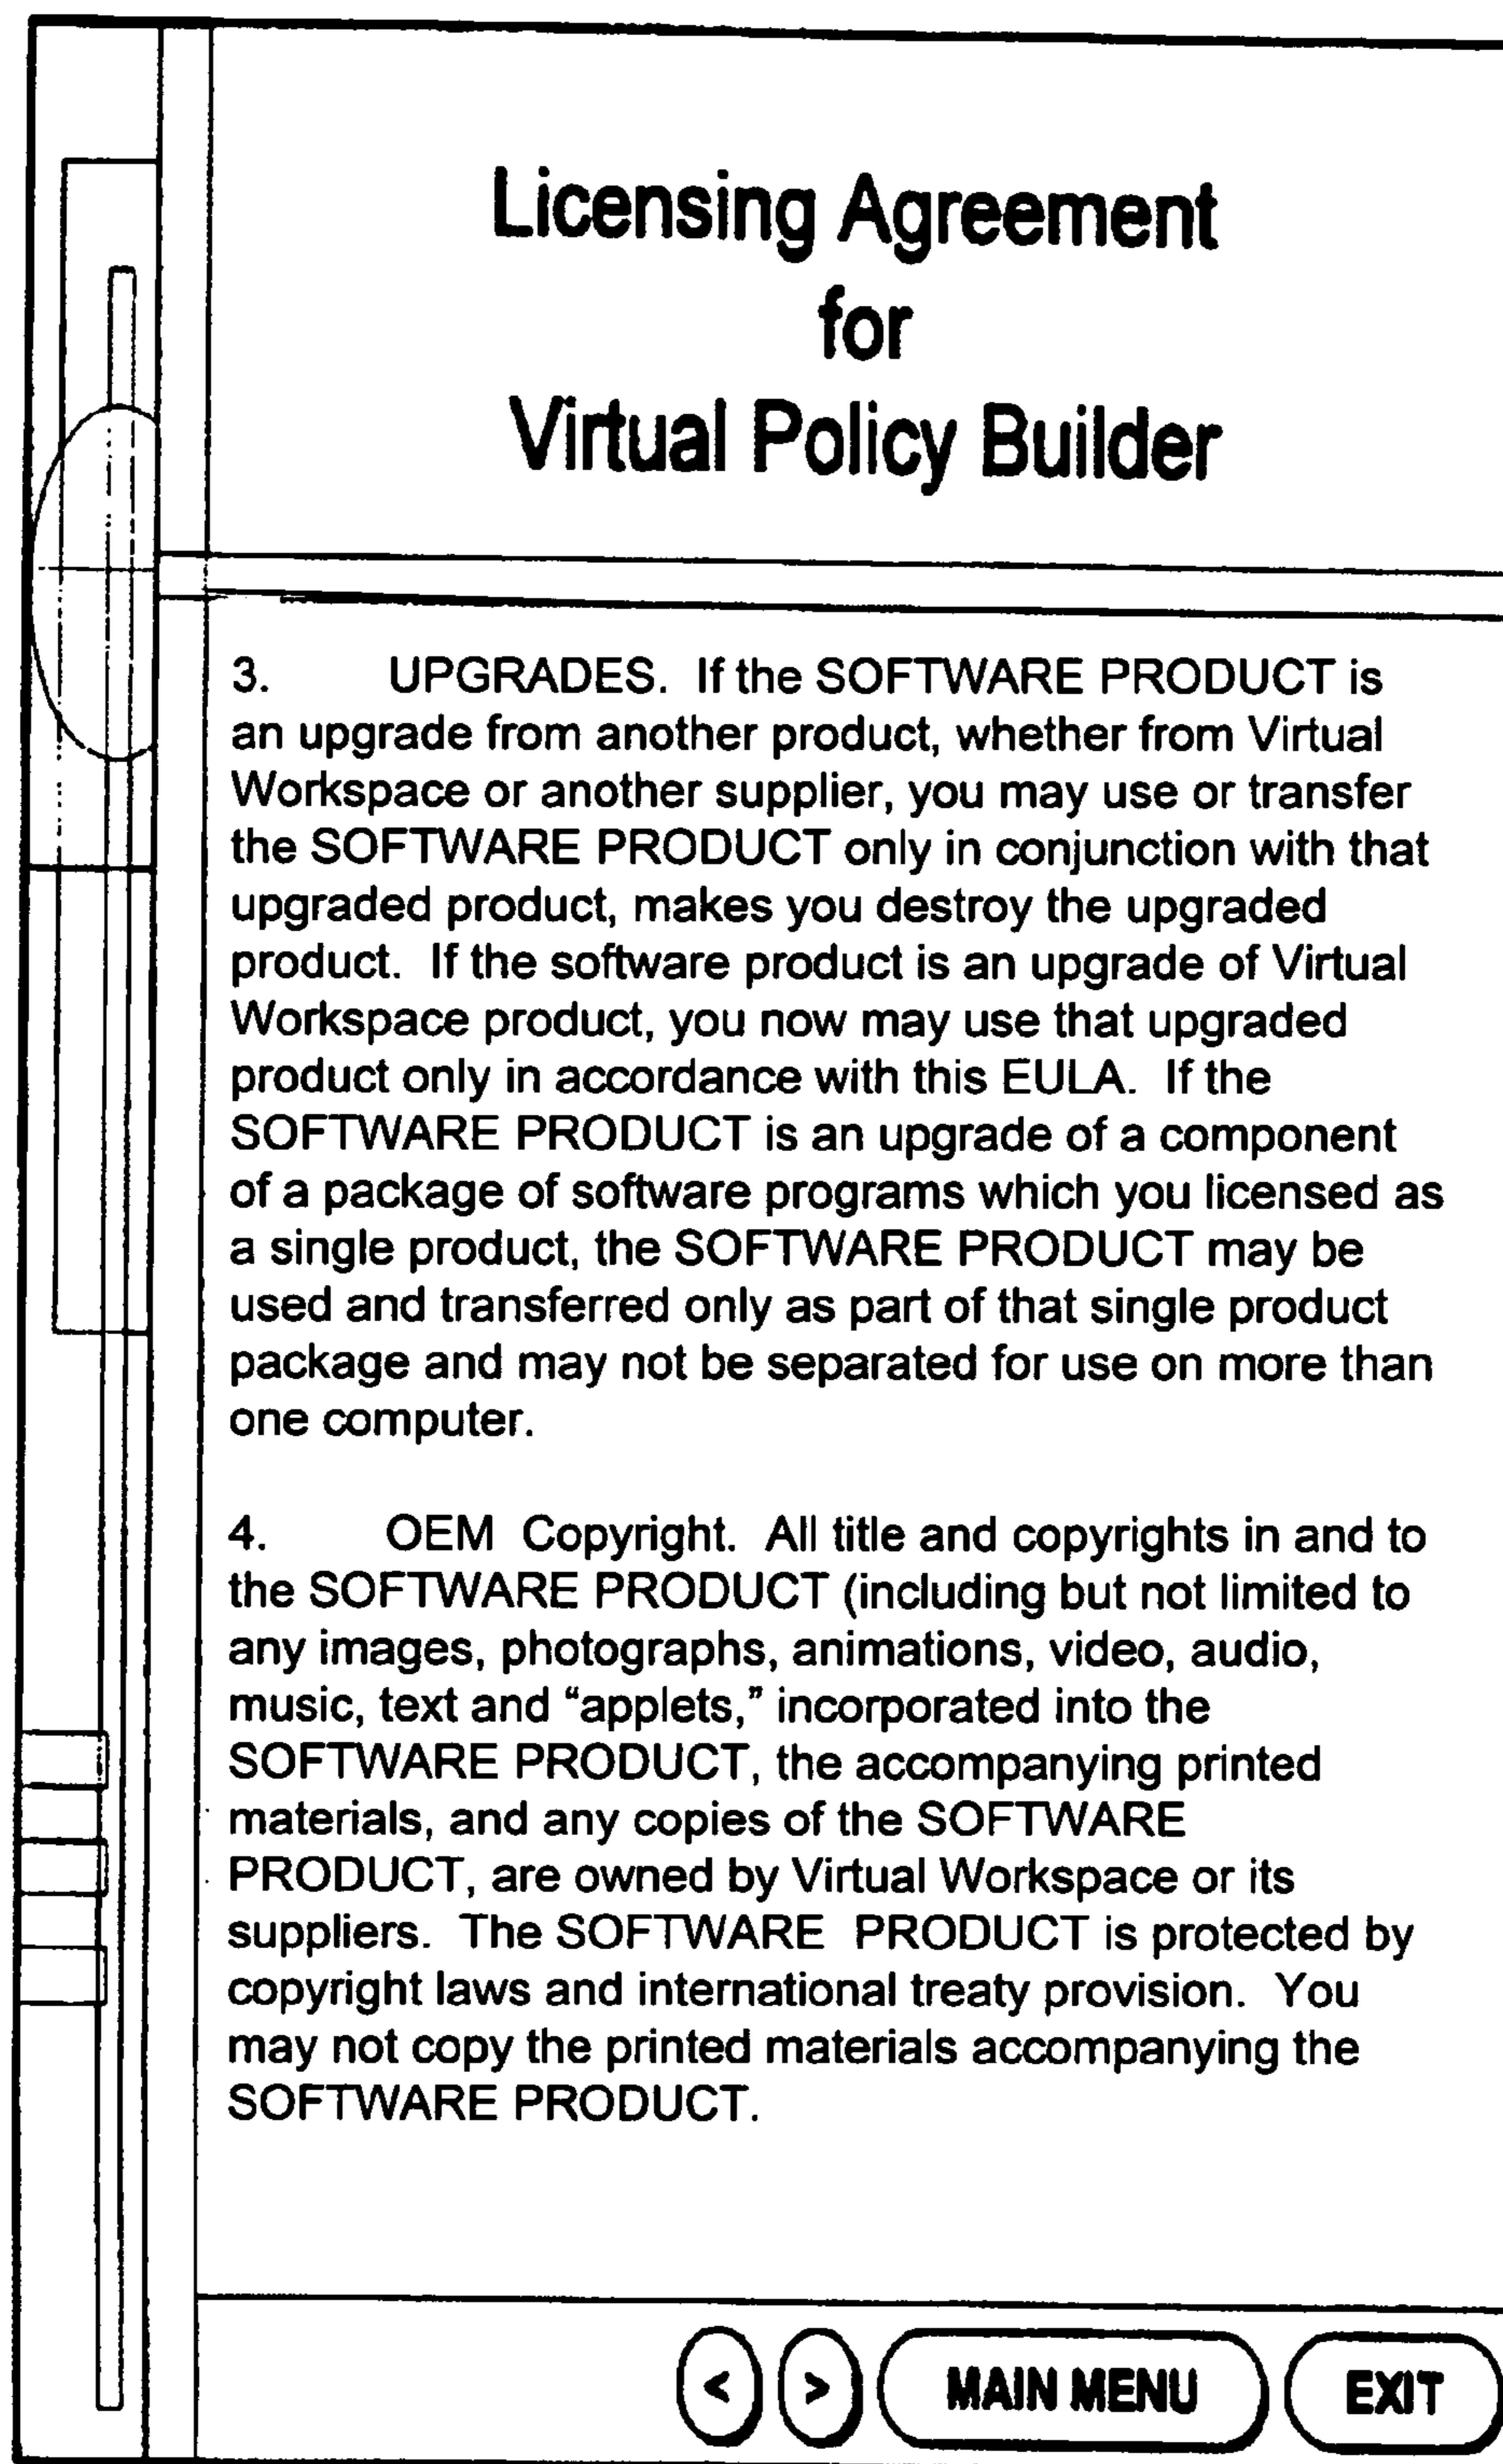 Licensing Agreement
for
Virtual Policy Builder
3. UPGRADES. If the SOFTWARE PRODUCT is
an upgrade from another product, whether from Virtual
Workspace or another supplier, you may use or transfer
the SOFTWARE PRODUCT only in conjunction with that
upgraded product, makes you destroy the upgraded
product. If the software product is an upgrade of Virtual
Workspace product, you now may use that upgraded
product only in accordance with this EULA. If the
SOFTWARE PRODUCT is an upgrade of a component
of a package of software programs which you licensed as
a single product, the SOFTWARE PRODUCT may be
used and transferred only as part of that single product
package and may not be separated for use on more than
one computer.
4. OEM Copyright. All title and copyrights in and to
the SOFTWARE PRODUCT (including but not limited to
any images, photographs, animations, video, audio,
music, text and “applets,” incorporated into the
SOFTWARE PRODUCT, the accompanying printed
materials, and any copies of the SOFTWARE
PRODUCT, are owned by Virtual Workspace or its
suppliers. The SOFTWARE PRODUCT is protected by
copyright laws and international treaty provision. You
may not copy the printed materials accompanying the
SOFTWARE PRODUCT.
< > MAIN MENU EXIT